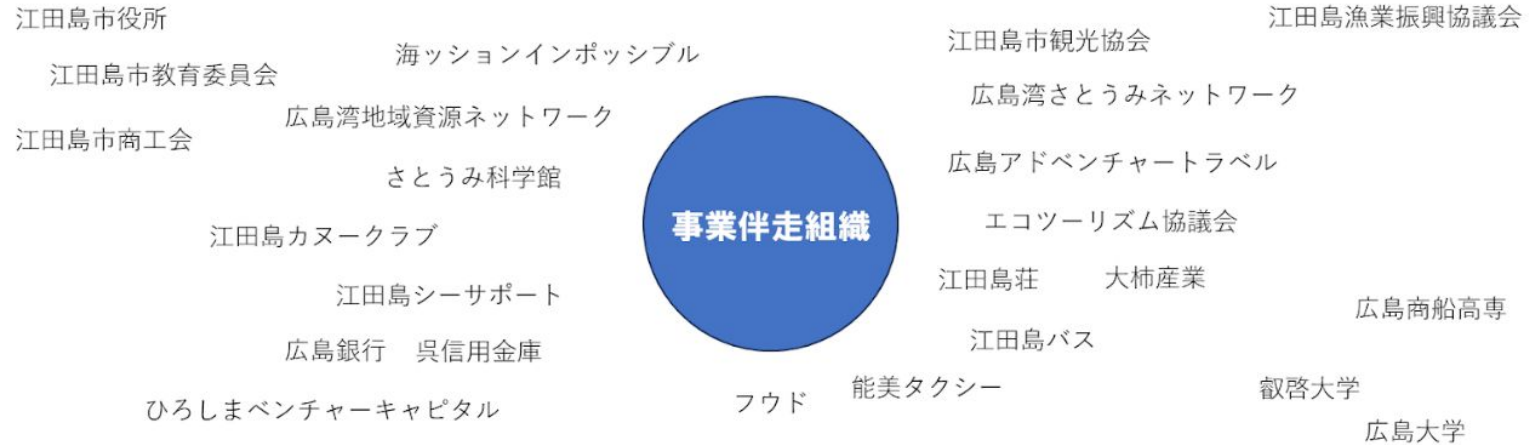 江田島市役所
江田島漁業振興協議会
海ッションインポッシブル
江田島市観光協会
江田島市教育委員会
広島湾さとうみネットワーク
広島湾地域資源ネットワーク
江田島市商工会
広島アドベンチャートラベル
さとうみ科学館
事業伴走組織
エコツーリズム協議会
江田島カヌークラブ
江田島荘
大柿産業
江田島シーサポート
広島商船高専
江田島バス
広島銀行
呉信用金庫
能美タクシー
叡啓大学
フウド
ひろしまベンチャーキャピタル
広島大学